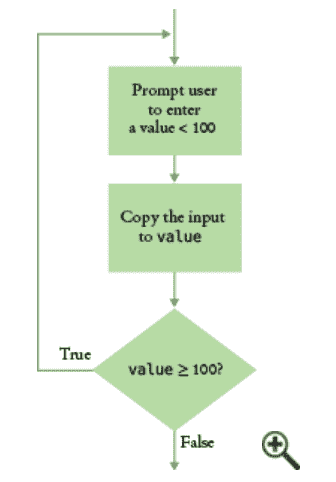 Prompt user
to enter
a value < 100
Copy the input
to value
True
value ≥ 100?
False